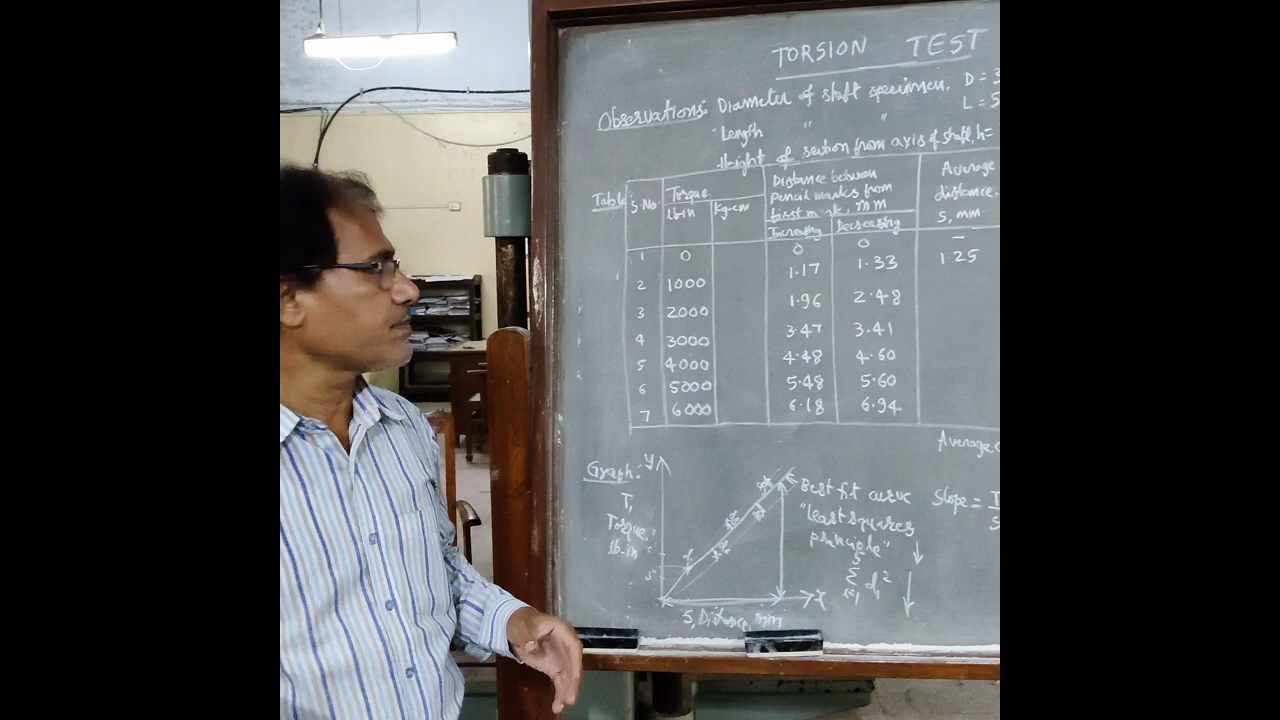 TORSION TEST
Observations: Diameter of shaft specimen, D = 3
Length " " L = 5
Height of section from axis of shaft, h =
Table
S No. Torque Distance between Average
lb-in Kg-cm Pencil marks from distance,
first mark, mm S, mm
Increasing Decreasing
1 0 0 0 –
2 1000 1.17 1.33 1.25
3 2000 1.96 2.48
4 3000 3.47 3.41
5 4000 4.48 4.60
6 5000 5.48 5.60
7 6000 6.18 6.94
Average
Graph: Y
T, Best fit curve Slope = T
Torque, "least squares S
lb-in principle"
Σ d² 
X
S, Distance, mm